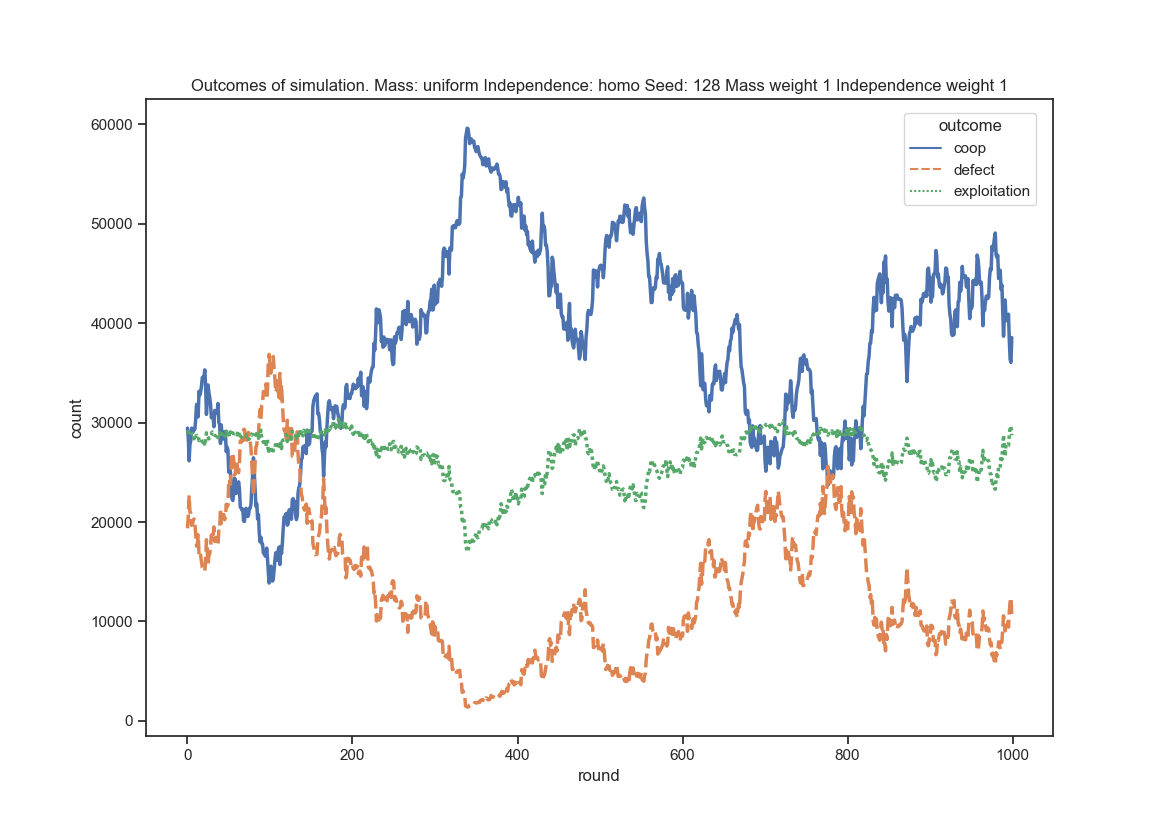 Outcomes of simulation. Mass: uniform Independence: homo Seed: 128 Mass weight 1 Independence weight 1
outcome
coop
defect
exploitation
60000
50000
40000
30000
20000
10000
0
count
0 200 400 600 800 1000
round